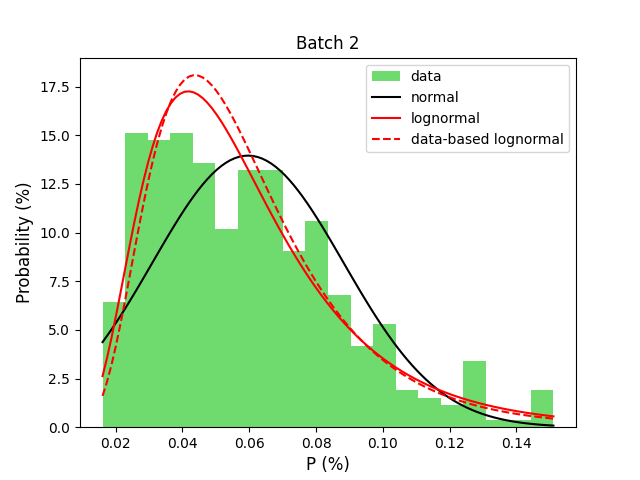 Batch 2
data
normal
lognormal
data-based lognormal
Probability (%)
17.5
15.0
12.5
10.0
7.5
5.0
2.5
0.0
0.02 0.04 0.06 0.08 0.10 0.12 0.14
P (%)